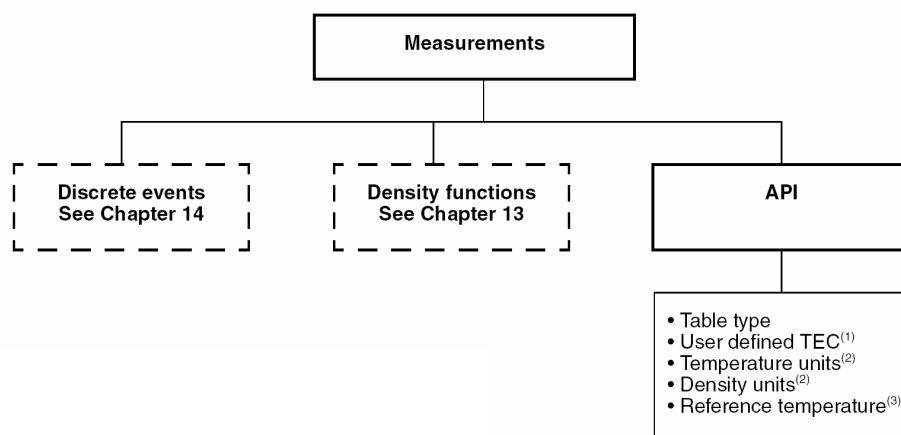 Measurements
Discrete events
See Chapter 14
Density functions
See Chapter 13
API
• Table type
• User defined TEC(1)
• Temperature units(2)
• Density units(2)
• Reference temperature(3)